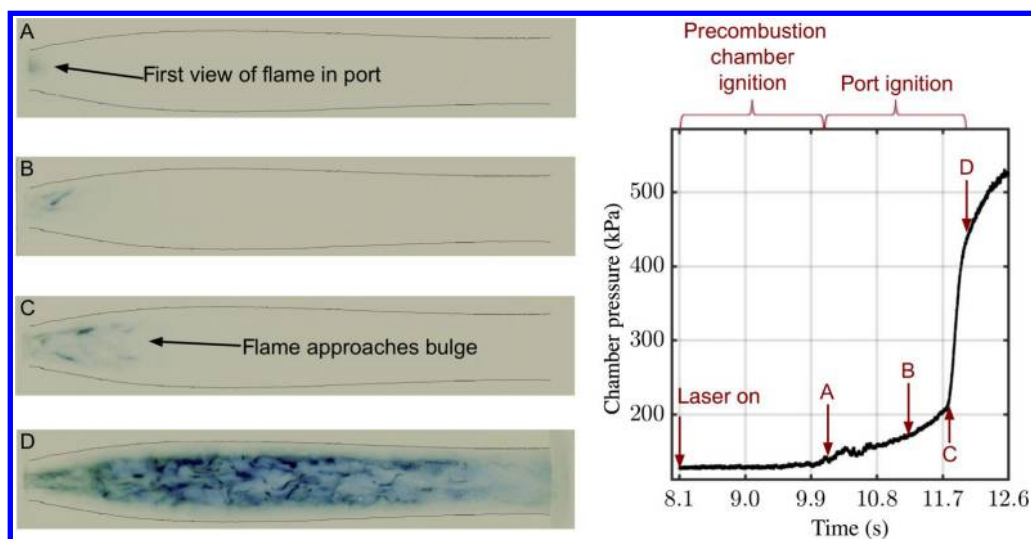 A
First view of flame in port
B
C
Flame approaches bulge
D
Precombustion
chamber
ignition
Port ignition
D
500
400
300
200
Chamber pressure (kPa)
Laser on
A
B
C
8.1 9.0 9.9 10.8 11.7 12.6
Time (s)